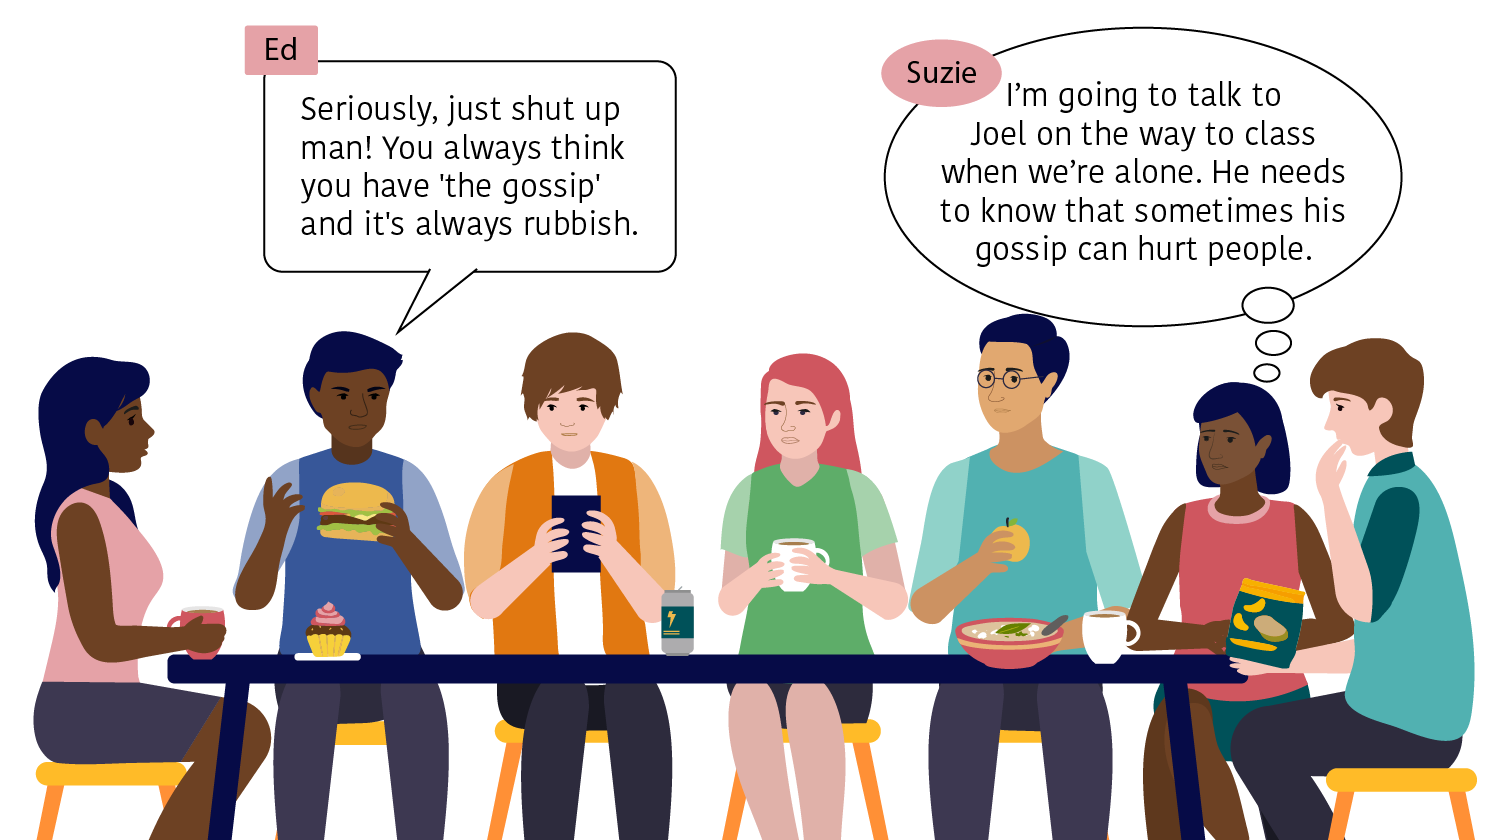 Ed
Seriously, just shut up
man! You always think
you have 'the gossip'
and it's always rubbish.
Suzie
I’m going to talk to
Joel on the way to class
when we’re alone. He needs
to know that sometimes his
gossip can hurt people.